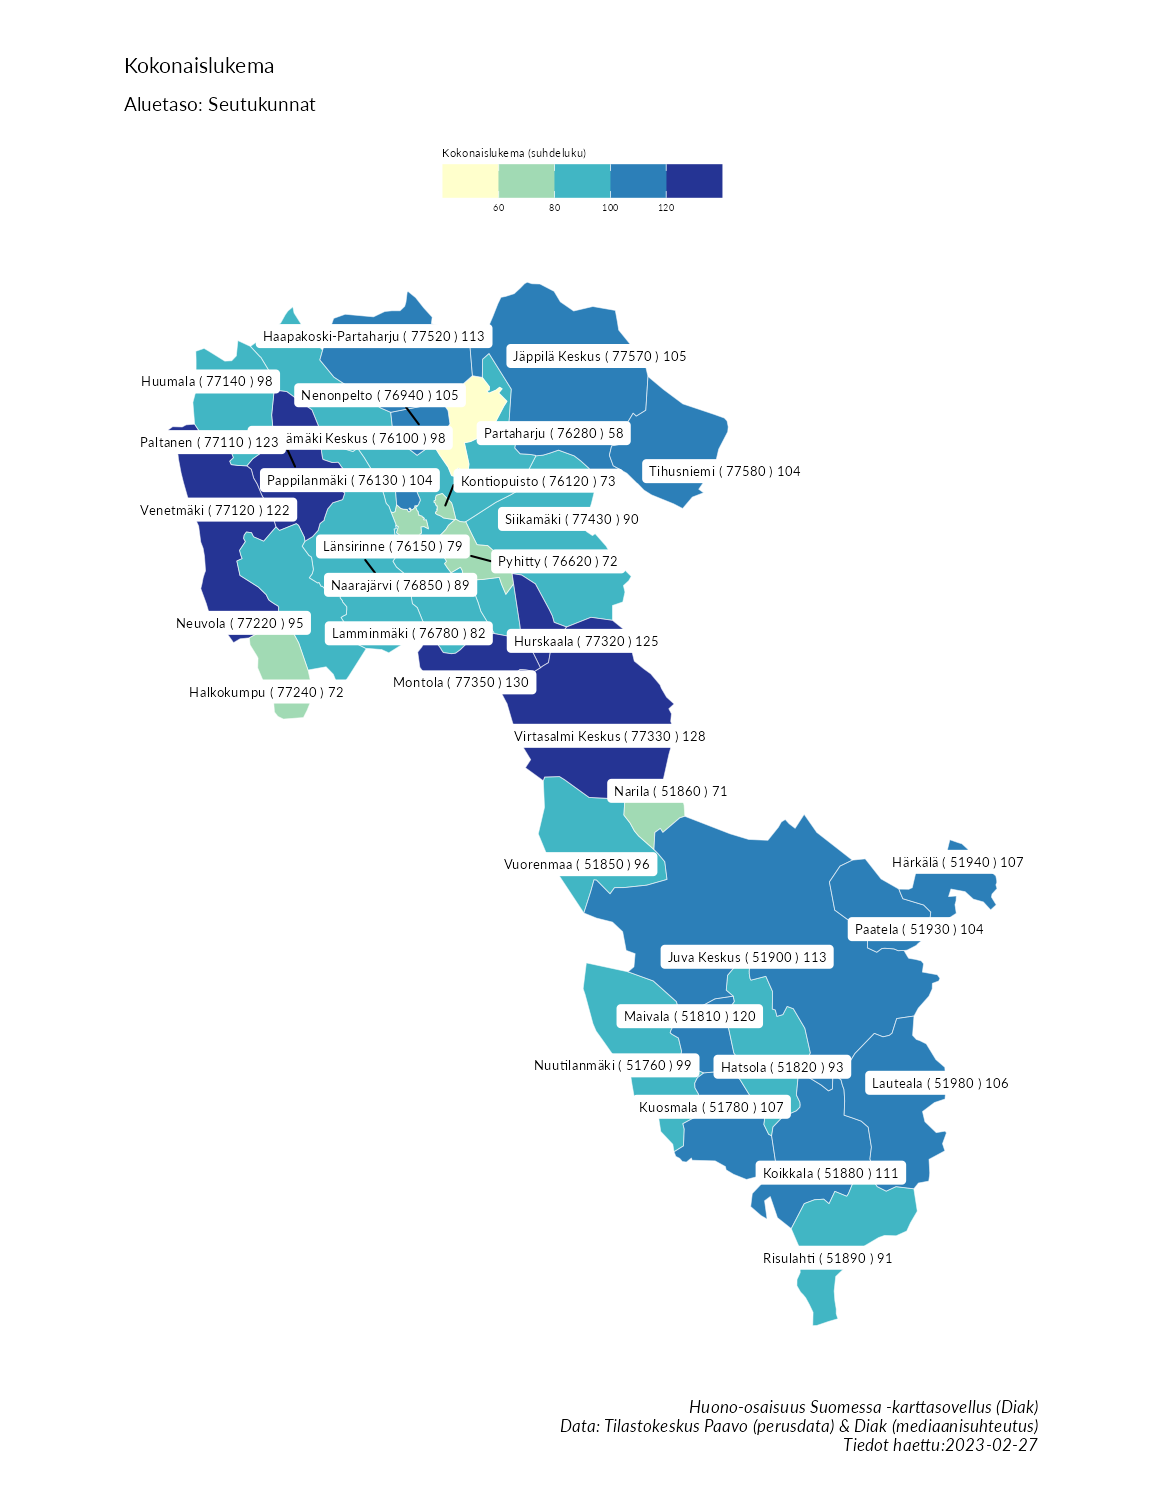 Kokonaislukema
Aluetaso: Seutukunnat
Kokonaislukema (suhdeluku)
60 80 100 120
Haapakoski-Partaharju ( 77520 ) 113
Jäppilä Keskus ( 77570 ) 105
Huumala ( 77140 ) 98
Nenonpelto ( 76940 ) 105
Partaharju ( 76280 ) 58
Paltanen ( 77110 ) 123
ämäki Keskus ( 76100 ) 98
Tihusniemi ( 77580 ) 104
Pappilanmäki ( 76130 ) 104
Kontiopuisto ( 76120 ) 73
Venetmäki ( 77120 ) 122
Siikamäki ( 77430 ) 90
Länsirinne ( 76150 ) 79
Pyhitty ( 76620 ) 72
Naarajärvi ( 76850 ) 89
Neuvola ( 77220 ) 95
Lamminmäki ( 76780 ) 82
Hurskaala ( 77320 ) 125
Montola ( 77350 ) 130
Halkokumpu ( 77240 ) 72
Virtasalmi Keskus ( 77330 ) 128
Narila ( 51860 ) 71
Vuorenmaa ( 51850 ) 96
Härkälä ( 51940 ) 107
Paatela ( 51930 ) 104
Juva Keskus ( 51900 ) 113
Maivala ( 51810 ) 120
Nuutilanmäki ( 51760 ) 99
Hatsola ( 51820 ) 93
Lauteala ( 51980 ) 106
Kuosmala ( 51780 ) 107
Koikkala ( 51880 ) 111
Risulahti ( 51890 ) 91
Huono-osaisuus Suomessa -karttasovellus (Diak)
Data: Tilastokeskus Paavo (perusdata) & Diak (mediaanisuhteutus)
Tiedot haettu:2023-02-27